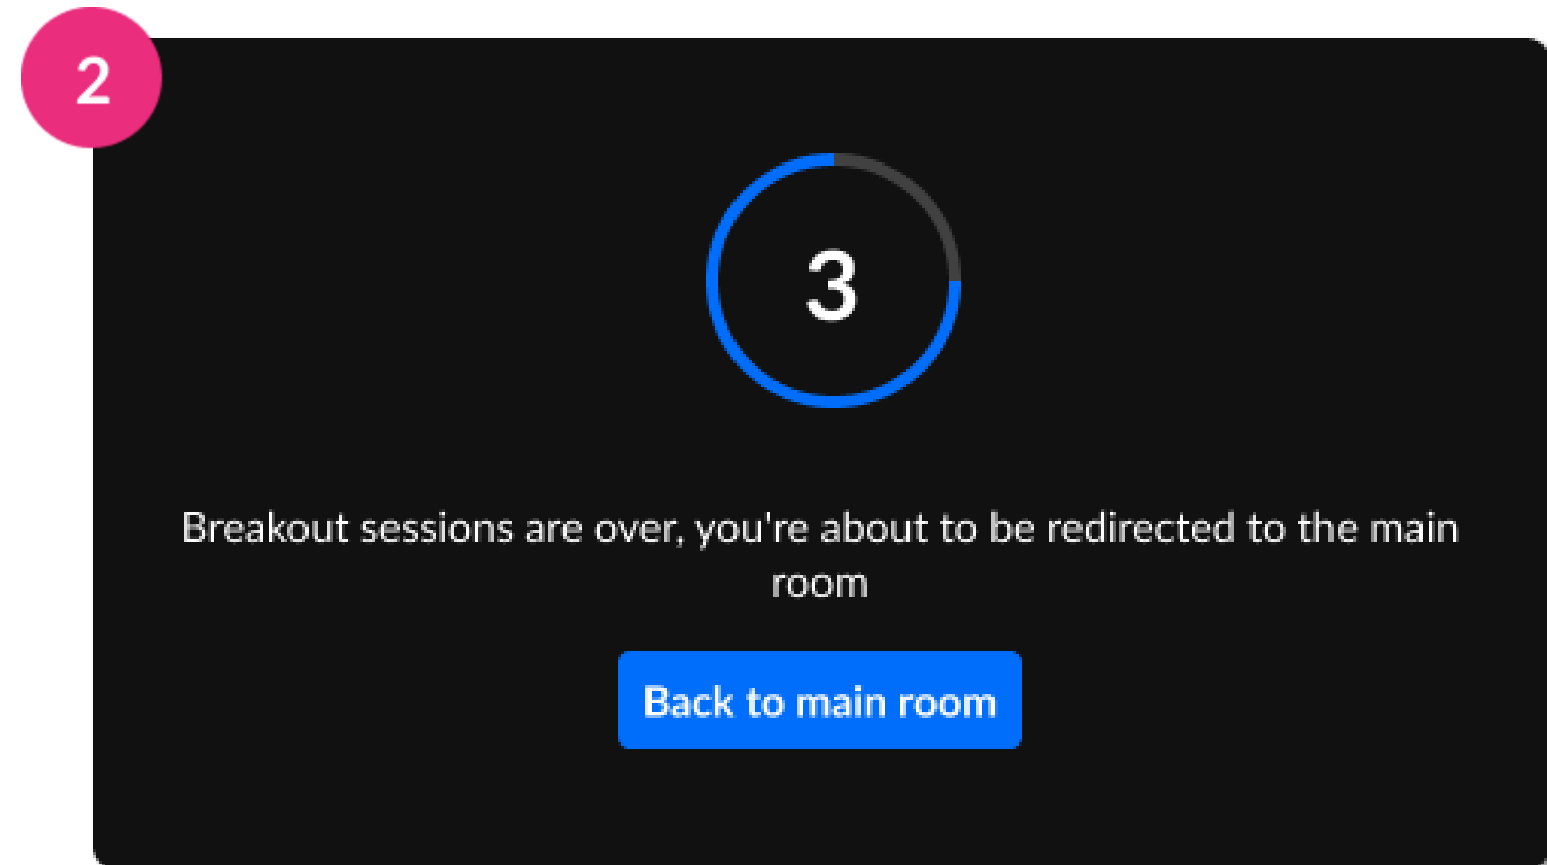 2
3
Breakout sessions are over, you're about to be redirected to the main
room
Back to main room